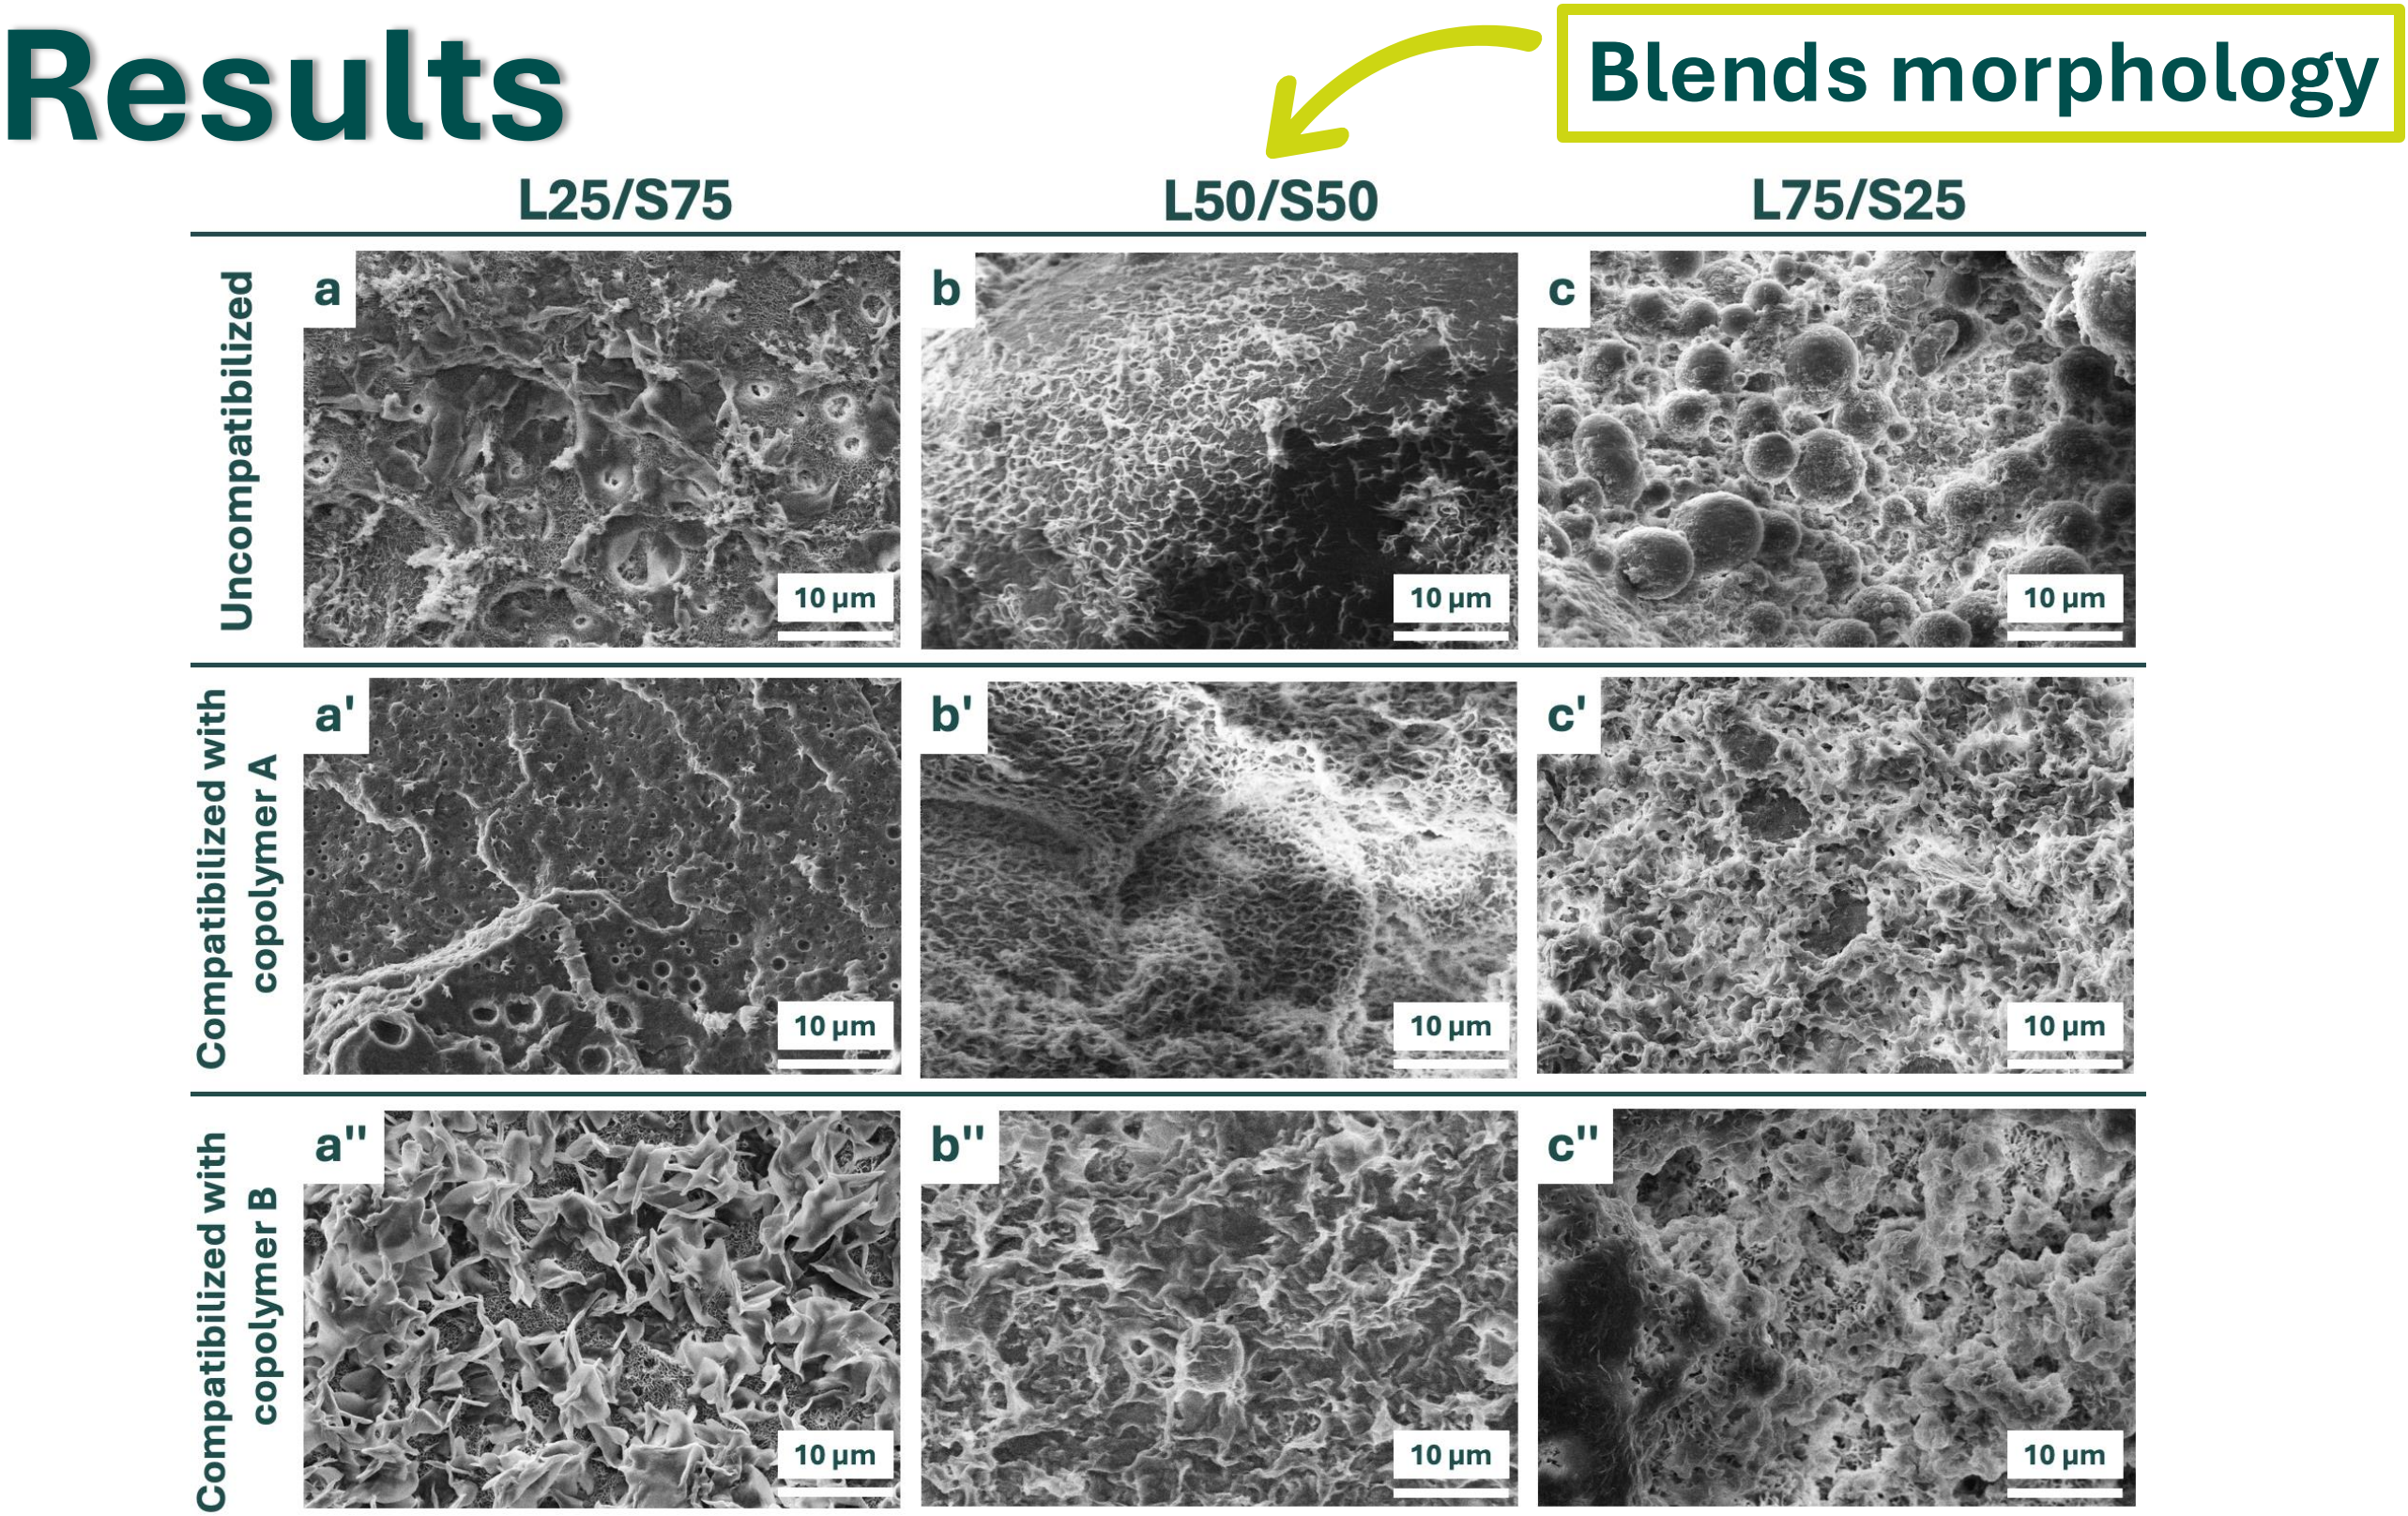 Results
Blends morphology
L25/S75
L50/S50
L75/S25
Uncompatibilized
a
10 µm
b
10 µm
c
10 µm
Compatibilized with
copolymer A
a'
10 µm
b'
10 µm
c'
10 µm
Compatibilized with
copolymer B
a''
10 µm
b''
10 µm
c''
10 µm